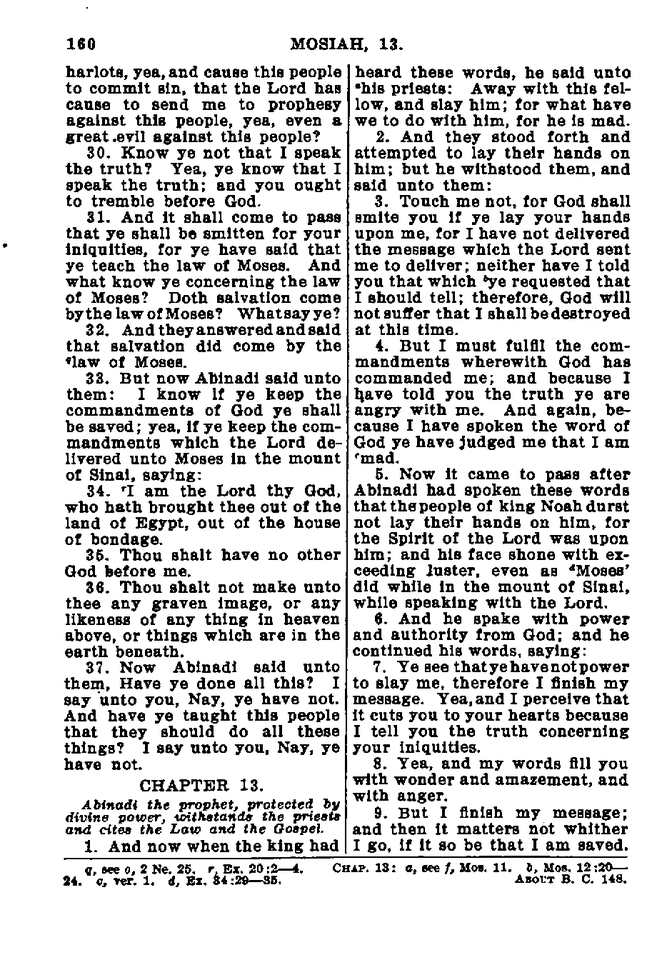 160
MOSIAH, 13.
harlots, yea, and cause this people
to commit sin, that the Lord has
cause to send me to prophesy
against this people, yea, even a
great evil against this people?
30. Know ye not that I speak
the truth? Yea, ye know that I
speak the truth; and you ought
to tremble before God.
31. And it shall come to pass
that ye shall be smitten for your
iniquities, for ye have said that
ye teach the law of Moses. And
what know ye concerning the law
of Moses? Doth salvation come
by the law of Moses? What say ye?
32. And they answered and said
that salvation did come by the
qlaw of Moses.
33. But now Abinadi said unto
them: I know if ye keep the
commandments of God ye shall
be saved; yea, if ye keep the com-
mandments which the Lord de-
livered unto Moses in the mount
of Sinai, saying:
34. rI am the Lord thy God,
who hath brought thee out of the
land of Egypt, out of the house
of bondage.
35. Thou shalt have no other
God before me.
36. Thou shalt not make unto
thee any graven image, or any
likeness of any thing in heaven
above, or things which are in the
earth beneath.
37. Now Abinadi said unto
them, Have ye done all this? I
say unto you, Nay, ye have not.
And have ye taught this people
that they should do all these
things? I say unto you, Nay, ye
have not.
CHAPTER 13.
Abinadi the prophet, protected by
divine power, withstands the priests
and cites the Law and the Gospel.
1. And now when the king had
heard these words, he said unto
ahis priests: Away with this fel-
low, and slay him; for what have
we to do with him, for he is mad.
2. And they stood forth and
attempted to lay their hands on
him; but he withstood them, and
said unto them:
3. Touch me not, for God shall
smite you if ye lay your hands
upon me, for I have not delivered
the message which the Lord sent
me to deliver; neither have I told
you that which bye requested that
I should tell; therefore, God will
not suffer that I shall be destroyed
at this time.
4. But I must fulfil the com-
mandments wherewith God has
commanded me; and because I
have told you the truth ye are
angry with me. And again, be-
cause I have spoken the word of
God ye have judged me that I am
cmad.
5. Now it came to pass after
Abinadi had spoken these words
that the people of king Noah durst
not lay their hands on him, for
the Spirit of the Lord was upon
him; and his face shone with ex-
ceeding luster, even as dMoses'
did while in the mount of Sinai,
while speaking with the Lord.
6. And he spake with power
and authority from God; and he
continued his words, saying:
7. Ye see that ye have not power
to slay me, therefore I finish my
message. Yea, and I perceive that
it cuts you to your hearts because
I tell you the truth concerning
your iniquities.
8. Yea, and my words fill you
with wonder and amazement, and
with anger.
9. But I finish my message;
and then it matters not whither
I go, if it so be that I am saved.
q, see o, 2 Ne. 25. r, Ex. 20:2—4. CHAP. 13: a, see f, Mos. 11. b, Mos. 12:20—
24. c, ver. 1. d, Ex. 34:29—35. ABOUT B. C. 148.